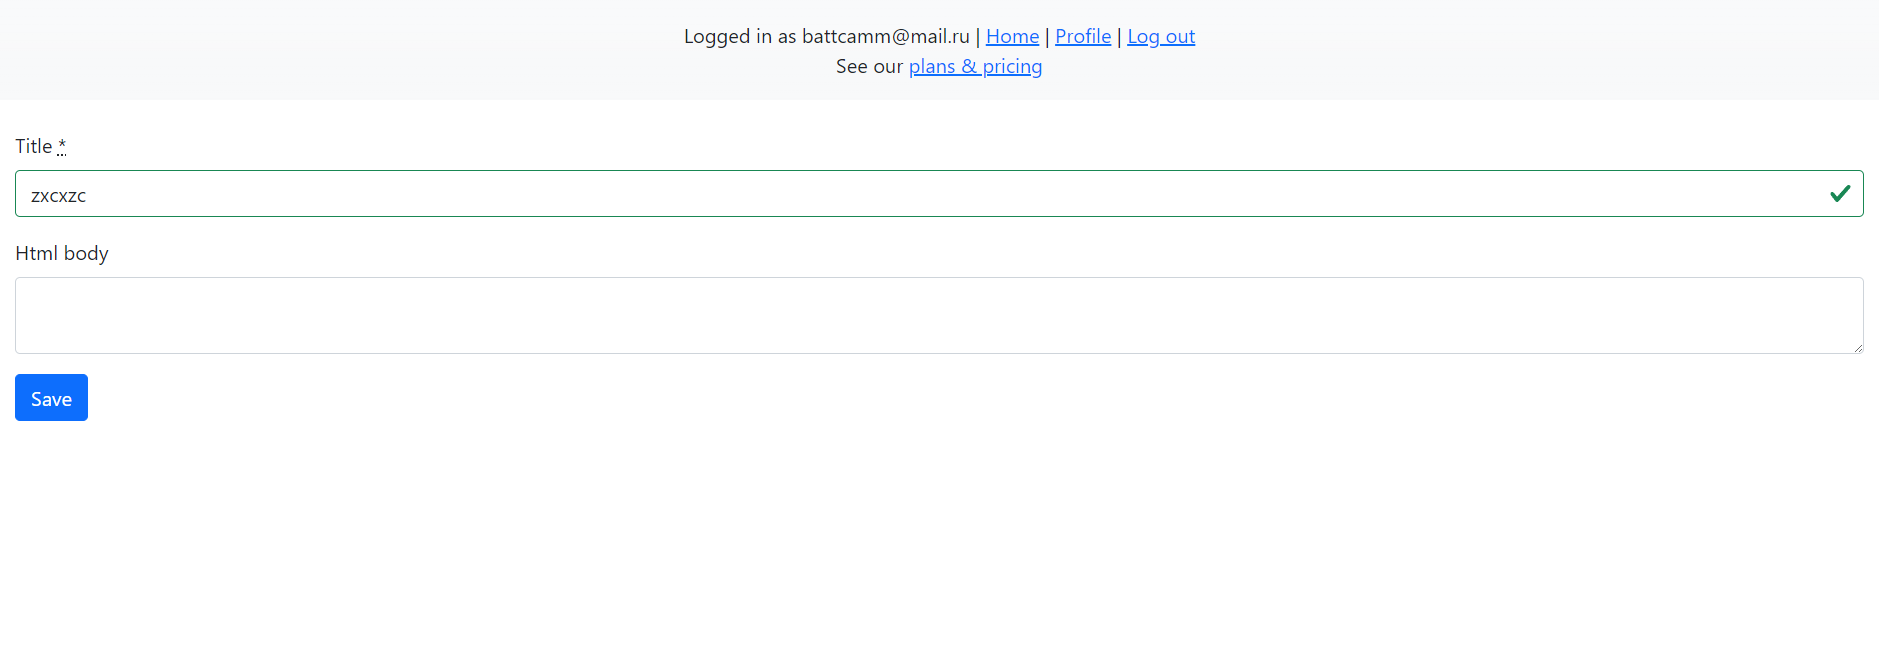 Logged in as battcamm@mail.ru | Home | Profile | Log out
See our plans & pricing
Title *
zxcxzc
Html body
Save